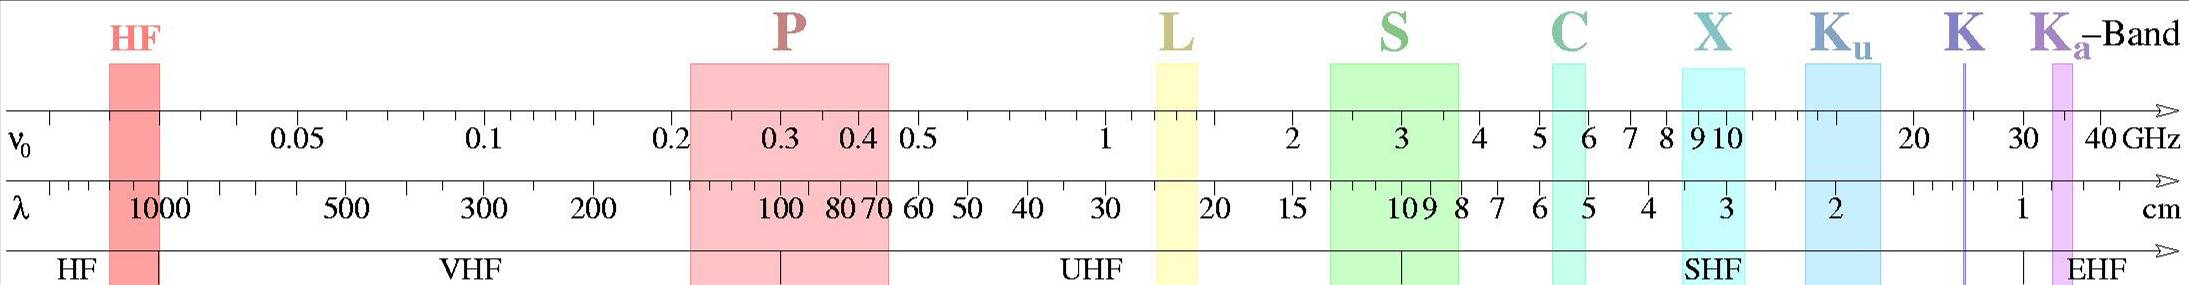 HF P L S C X Ku K Ka–Band
ν0 0.05 0.1 0.2 0.3 0.4 0.5 1 2 3 4 5 6 7 8 9 10 20 30 40 GHz
λ 1000 500 300 200 100 80 70 60 50 40 30 20 15 10 9 8 7 6 5 4 3 2 1 cm
HF VHF UHF SHF EHF